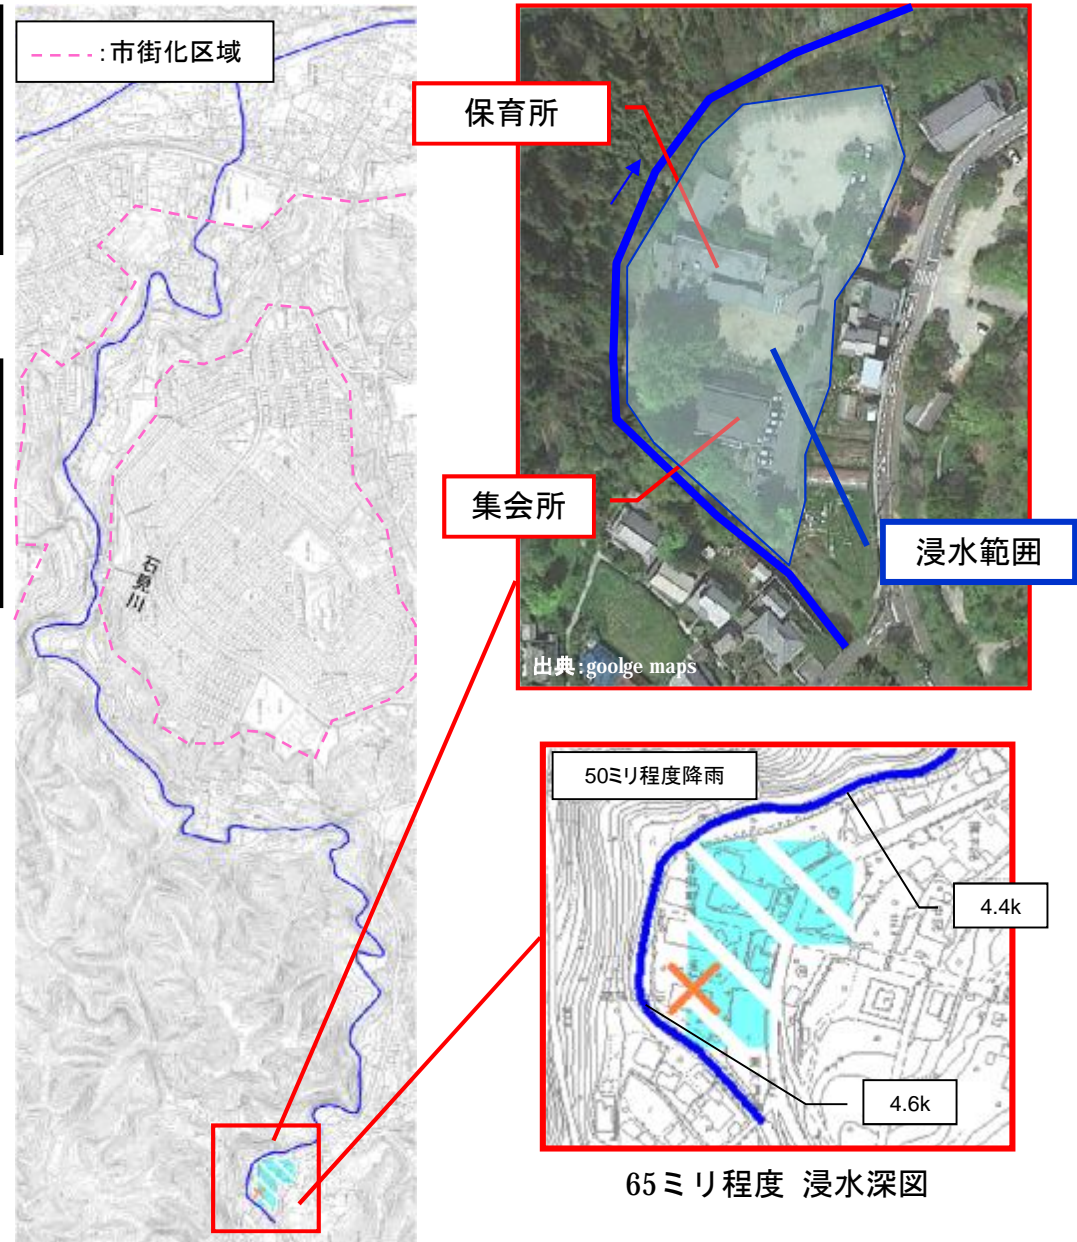 ：市街化区域
保育所
集会所
浸水範囲
出典：goolge maps
石見川
50ミリ程度降雨
4.4k
4.6k
65ミリ程度 浸水深図